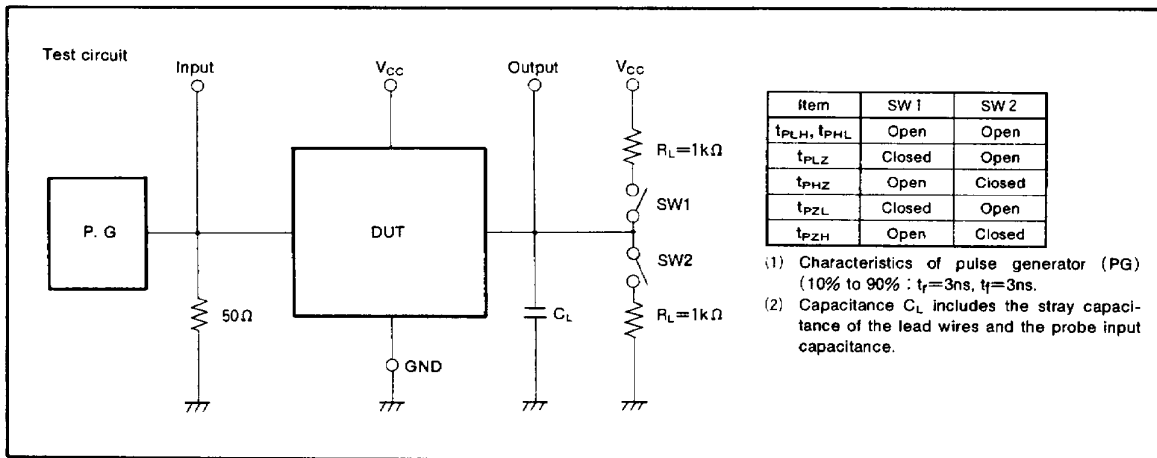 Test circuit
Input
VCC
Output
VCC
RL=1kΩ
SW1
P. G
DUT
SW2
50Ω
CL
RL=1kΩ
GND
Item SW 1 SW 2
tPLH, tPHL Open Open
tPLZ Closed Open
tPHZ Open Closed
tPZL Closed Open
tPZH Open Closed
(1) Characteristics of pulse generator (PG)
(10% to 90% : tr=3ns, tf=3ns.
(2) Capacitance CL includes the stray capaci-
tance of the lead wires and the probe input
capacitance.